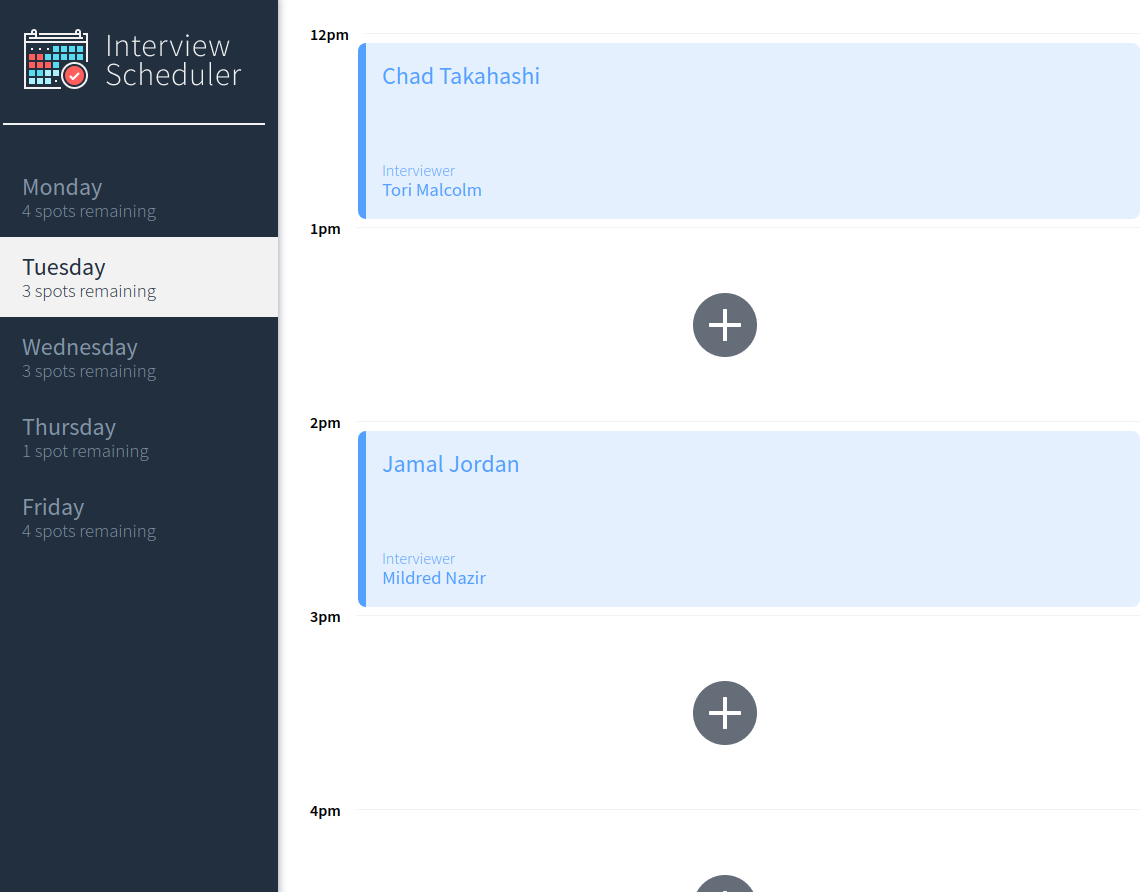 Interview
Scheduler
Monday
4 spots remaining
Tuesday
3 spots remaining
Wednesday
3 spots remaining
Thursday
1 spot remaining
Friday
4 spots remaining
12pm
Chad Takahashi
Interviewer
Tori Malcolm
1pm
2pm
Jamal Jordan
Interviewer
Mildred Nazir
3pm
4pm